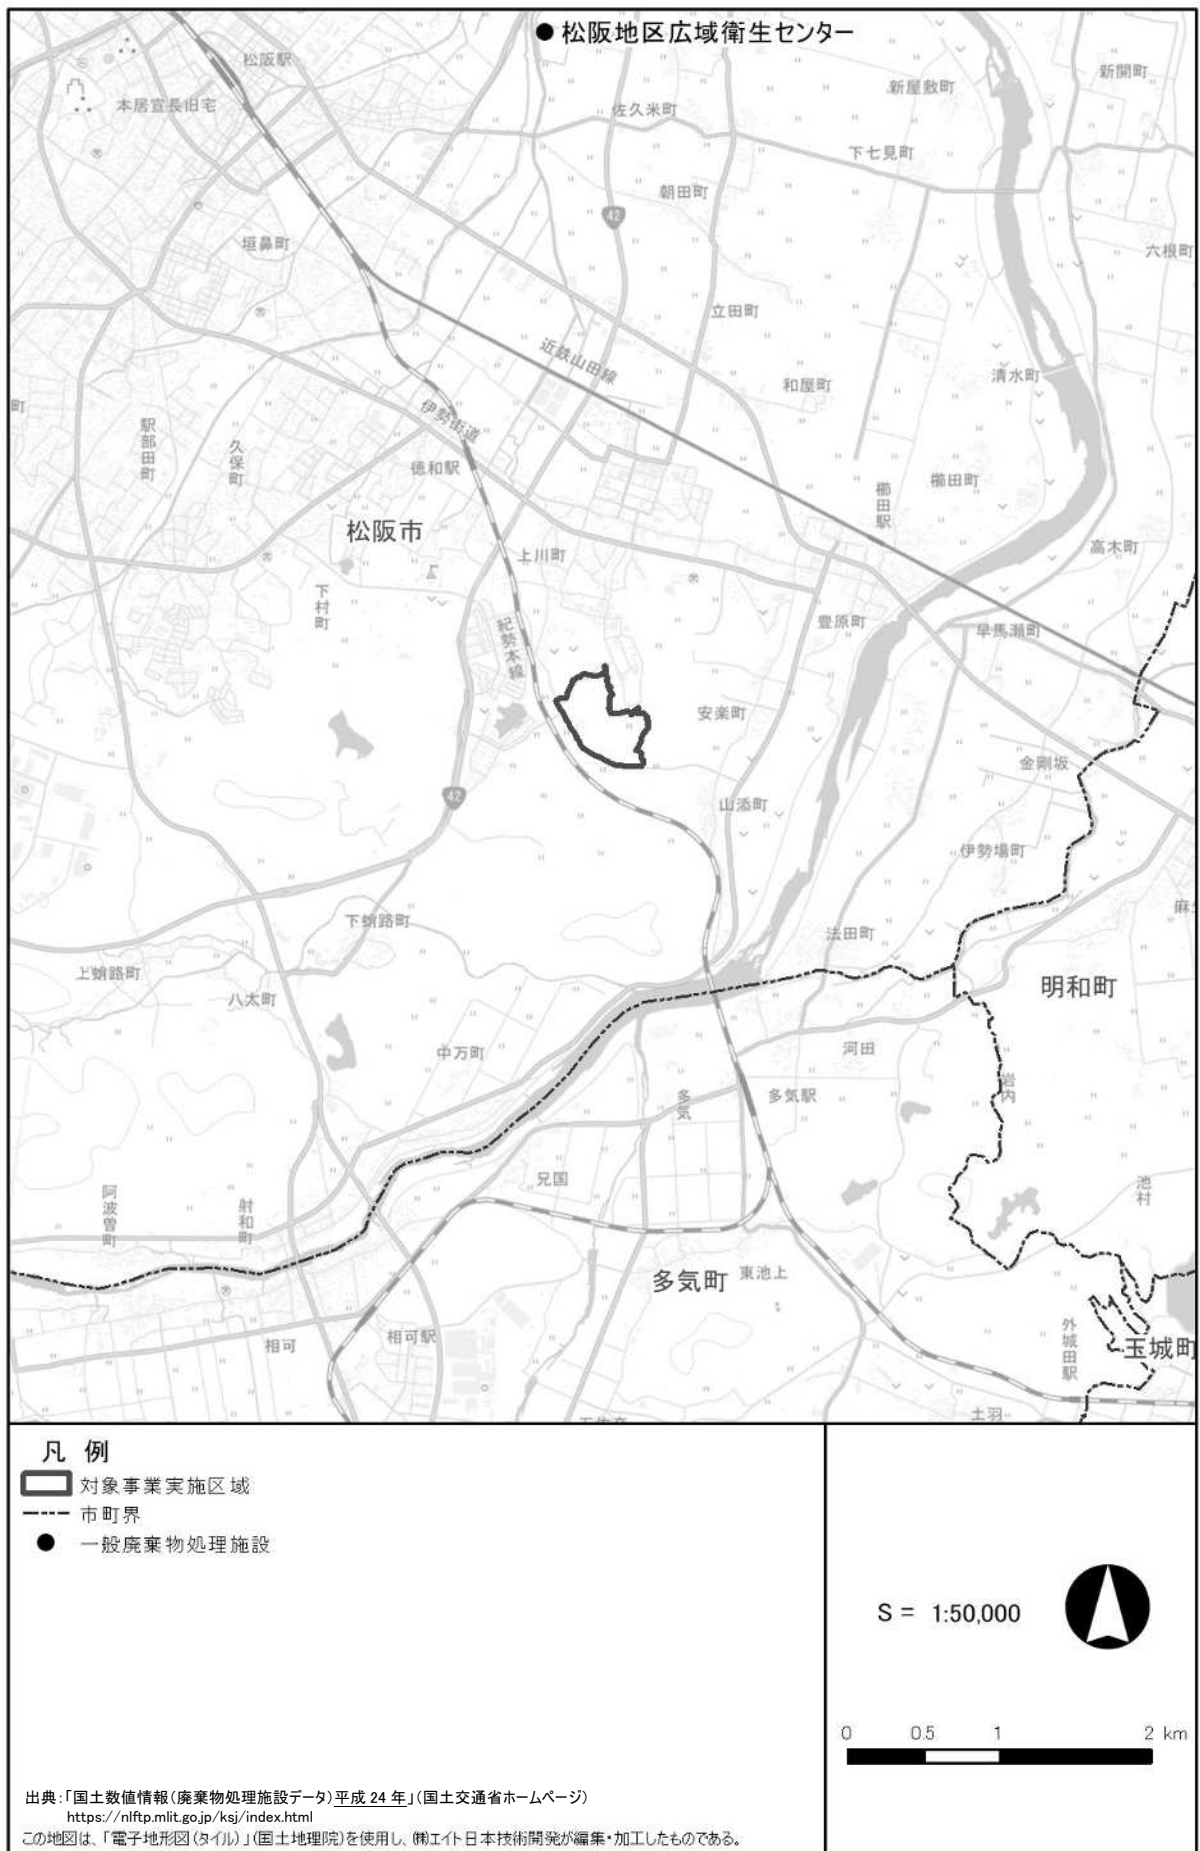 松阪地区広域衛生センター
松阪駅
新開町
新屋敷町
本居宣長旧宅
佐久米町
下七見町
朝田町
42
垣鼻町
六根町
立田町
近鉄山田線
清水町
和屋町
町
伊勢街道
駅部田町
久保町
徳和駅
櫛田町
櫛田駅
松阪市
上川町
高木町
下村町
豊原町
早馬瀬町
紀勢本線
安楽町
金剛坂
42
山添町
伊勢場町
下蛸路町
法田町
上蛸路町
明和町
八太町
中万町
河田
岩内
多気
多気駅
兄国
池村
阿波曽町
射和町
多気町
東池上
外城田駅
相可
相可駅
玉城町
土羽
凡 例
対象事業実施区域
市町界
一般廃棄物処理施設
S = 1:50,000
0 0.5 1 2 km
出典：「国土数値情報（廃棄物処理施設データ）平成 24 年」（国土交通省ホームページ）
https://nlftp.mlit.go.jp/ksj/index.html
この地図は、「電子地形図（タイル）」（国土地理院）を使用し、㈱エイト日本技術開発が編集・加工したものである。